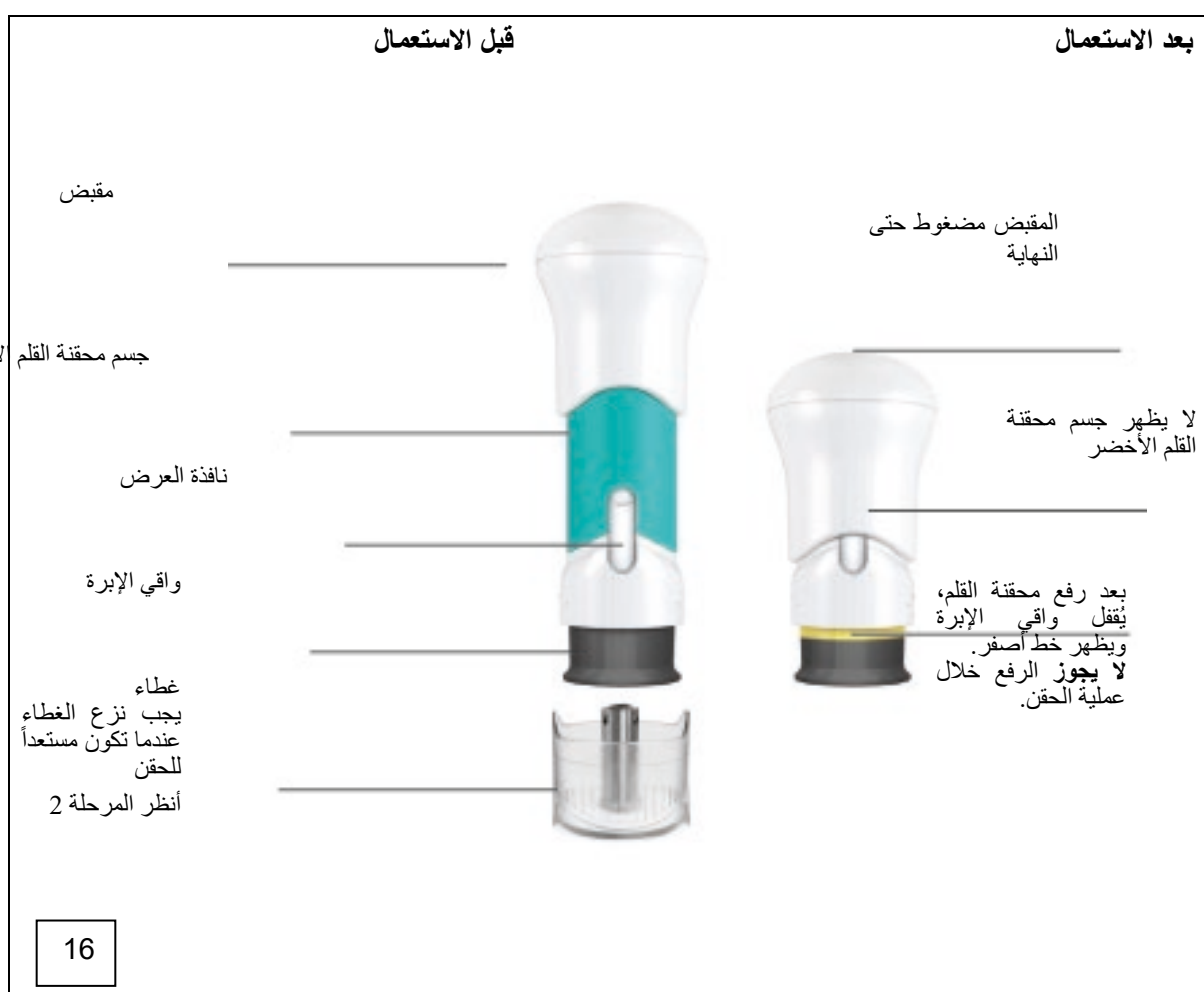 بعد الاستعمال
قبل الاستعمال
المقبض مضغوط حتى
النهاية
لا يظهر جسم محقنة
القلم الأخضر
بعد رفع محقنة القلم،
يُقفل واقي الإبرة
ويظهر خط أصفر.
لا يجوز الرفع خلال
عملية الحقن.
مقبض
جسم محقنة القلم
نافذة العرض
واقي الإبرة
غطاء
يجب نزع الغطاء
عندما تكون مستعداً
للحقن
أنظر المرحلة 2
16